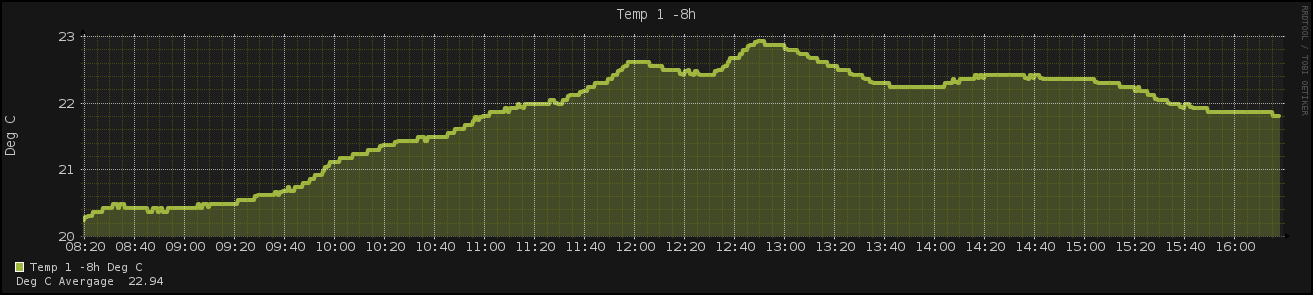 Temp 1 -8h
RRDTOOL / TOBI OETIKER
Deg C
23
22
21
20
08:20 08:40 09:00 09:20 09:40 10:00 10:20 10:40 11:00 11:20 11:40 12:00 12:20 12:40 13:00 13:20 13:40 14:00 14:20 14:40 15:00 15:20 15:40 16:00
Temp 1 -8h Deg C
Deg C Avergage 22.94